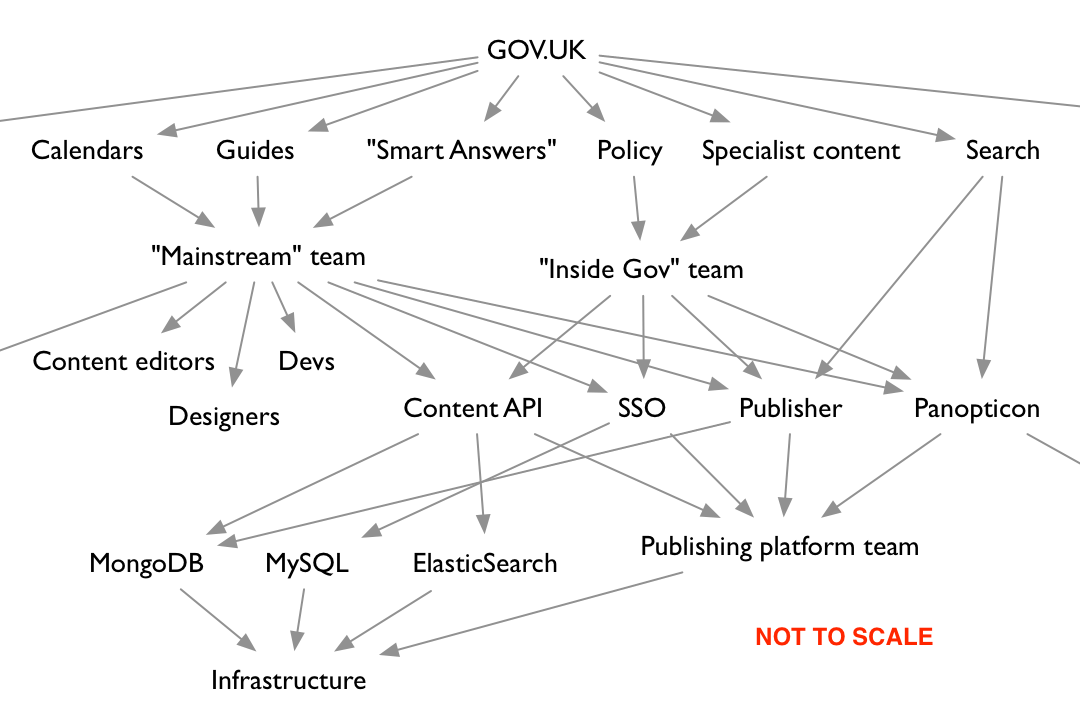 GOV.UK
Calendars
Guides
"Smart Answers"
Policy
Specialist content
Search
"Mainstream" team
"Inside Gov" team
Content editors
Devs
Designers
Content API
SSO
Publisher
Panopticon
MongoDB
MySQL
ElasticSearch
Publishing platform team
NOT TO SCALE
Infrastructure